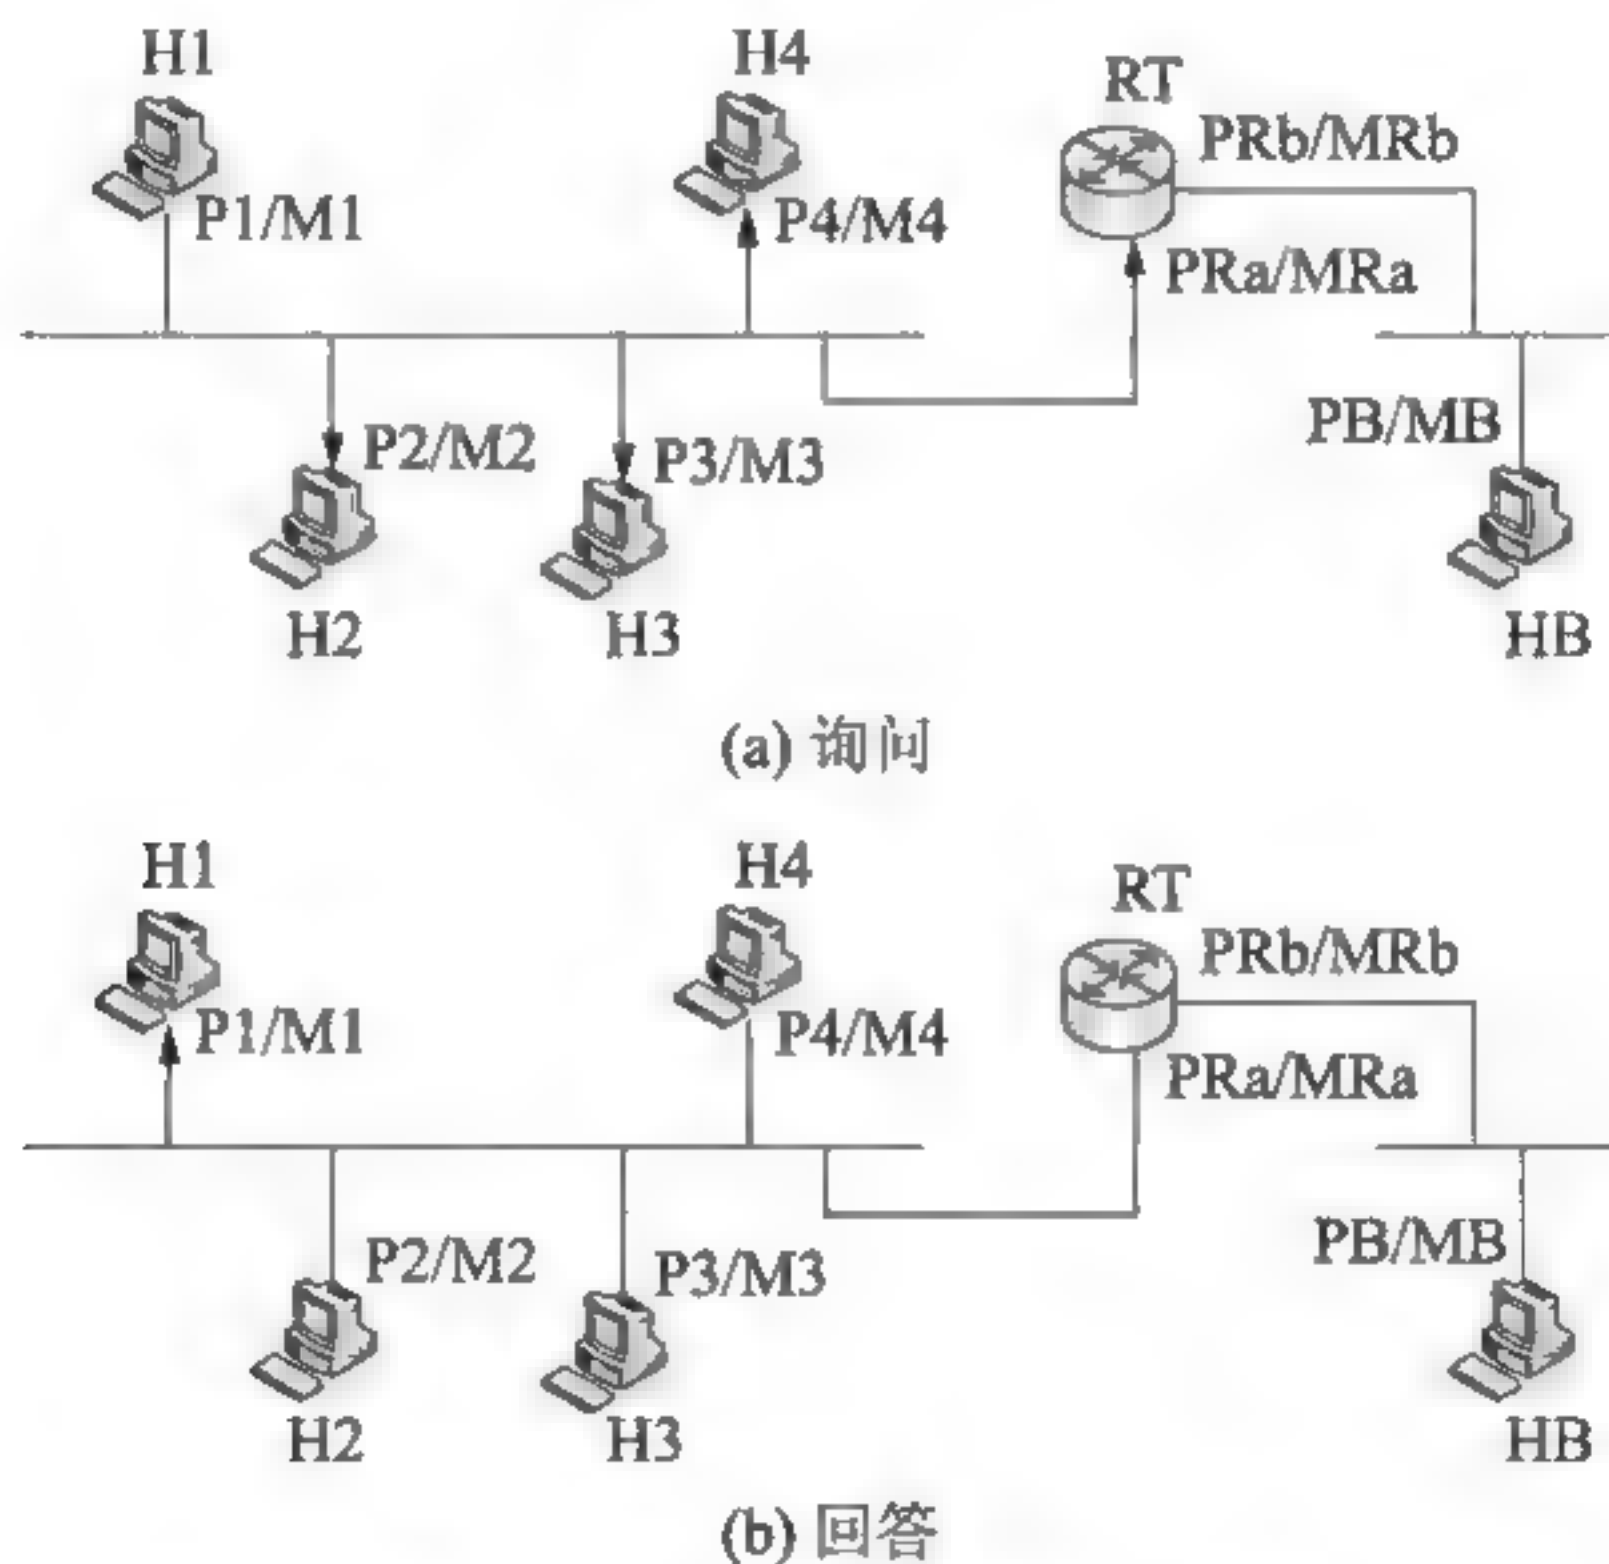 H1 H4 RT
PRb/MRb
P1/M1 P4/M4 PRa/MRa
P2/M2 P3/M3 PB/MB
H2 H3 HB
(a) 询问
H1 H4 RT
PRb/MRb
P1/M1 P4/M4 PRa/MRa
P2/M2 P3/M3 PB/MB
H2 H3 HB
(b) 回答